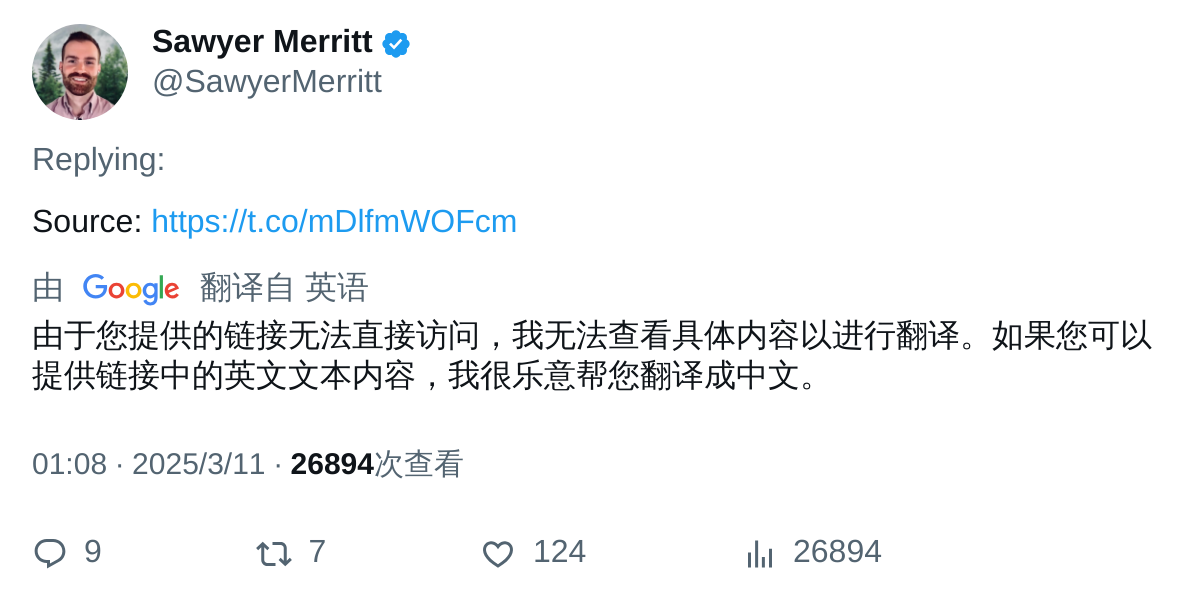 Sawyer Merritt
@SawyerMerritt
Replying:
Source: https://t.co/mDlfmWOFcm
由 Google 翻译自 英语
由于您提供的链接无法直接访问，我无法查看具体内容以进行翻译。如果您可以
提供链接中的英文文本内容，我很乐意帮您翻译成中文。
01:08 · 2025/3/11 · 26894次查看
9 7 124 26894